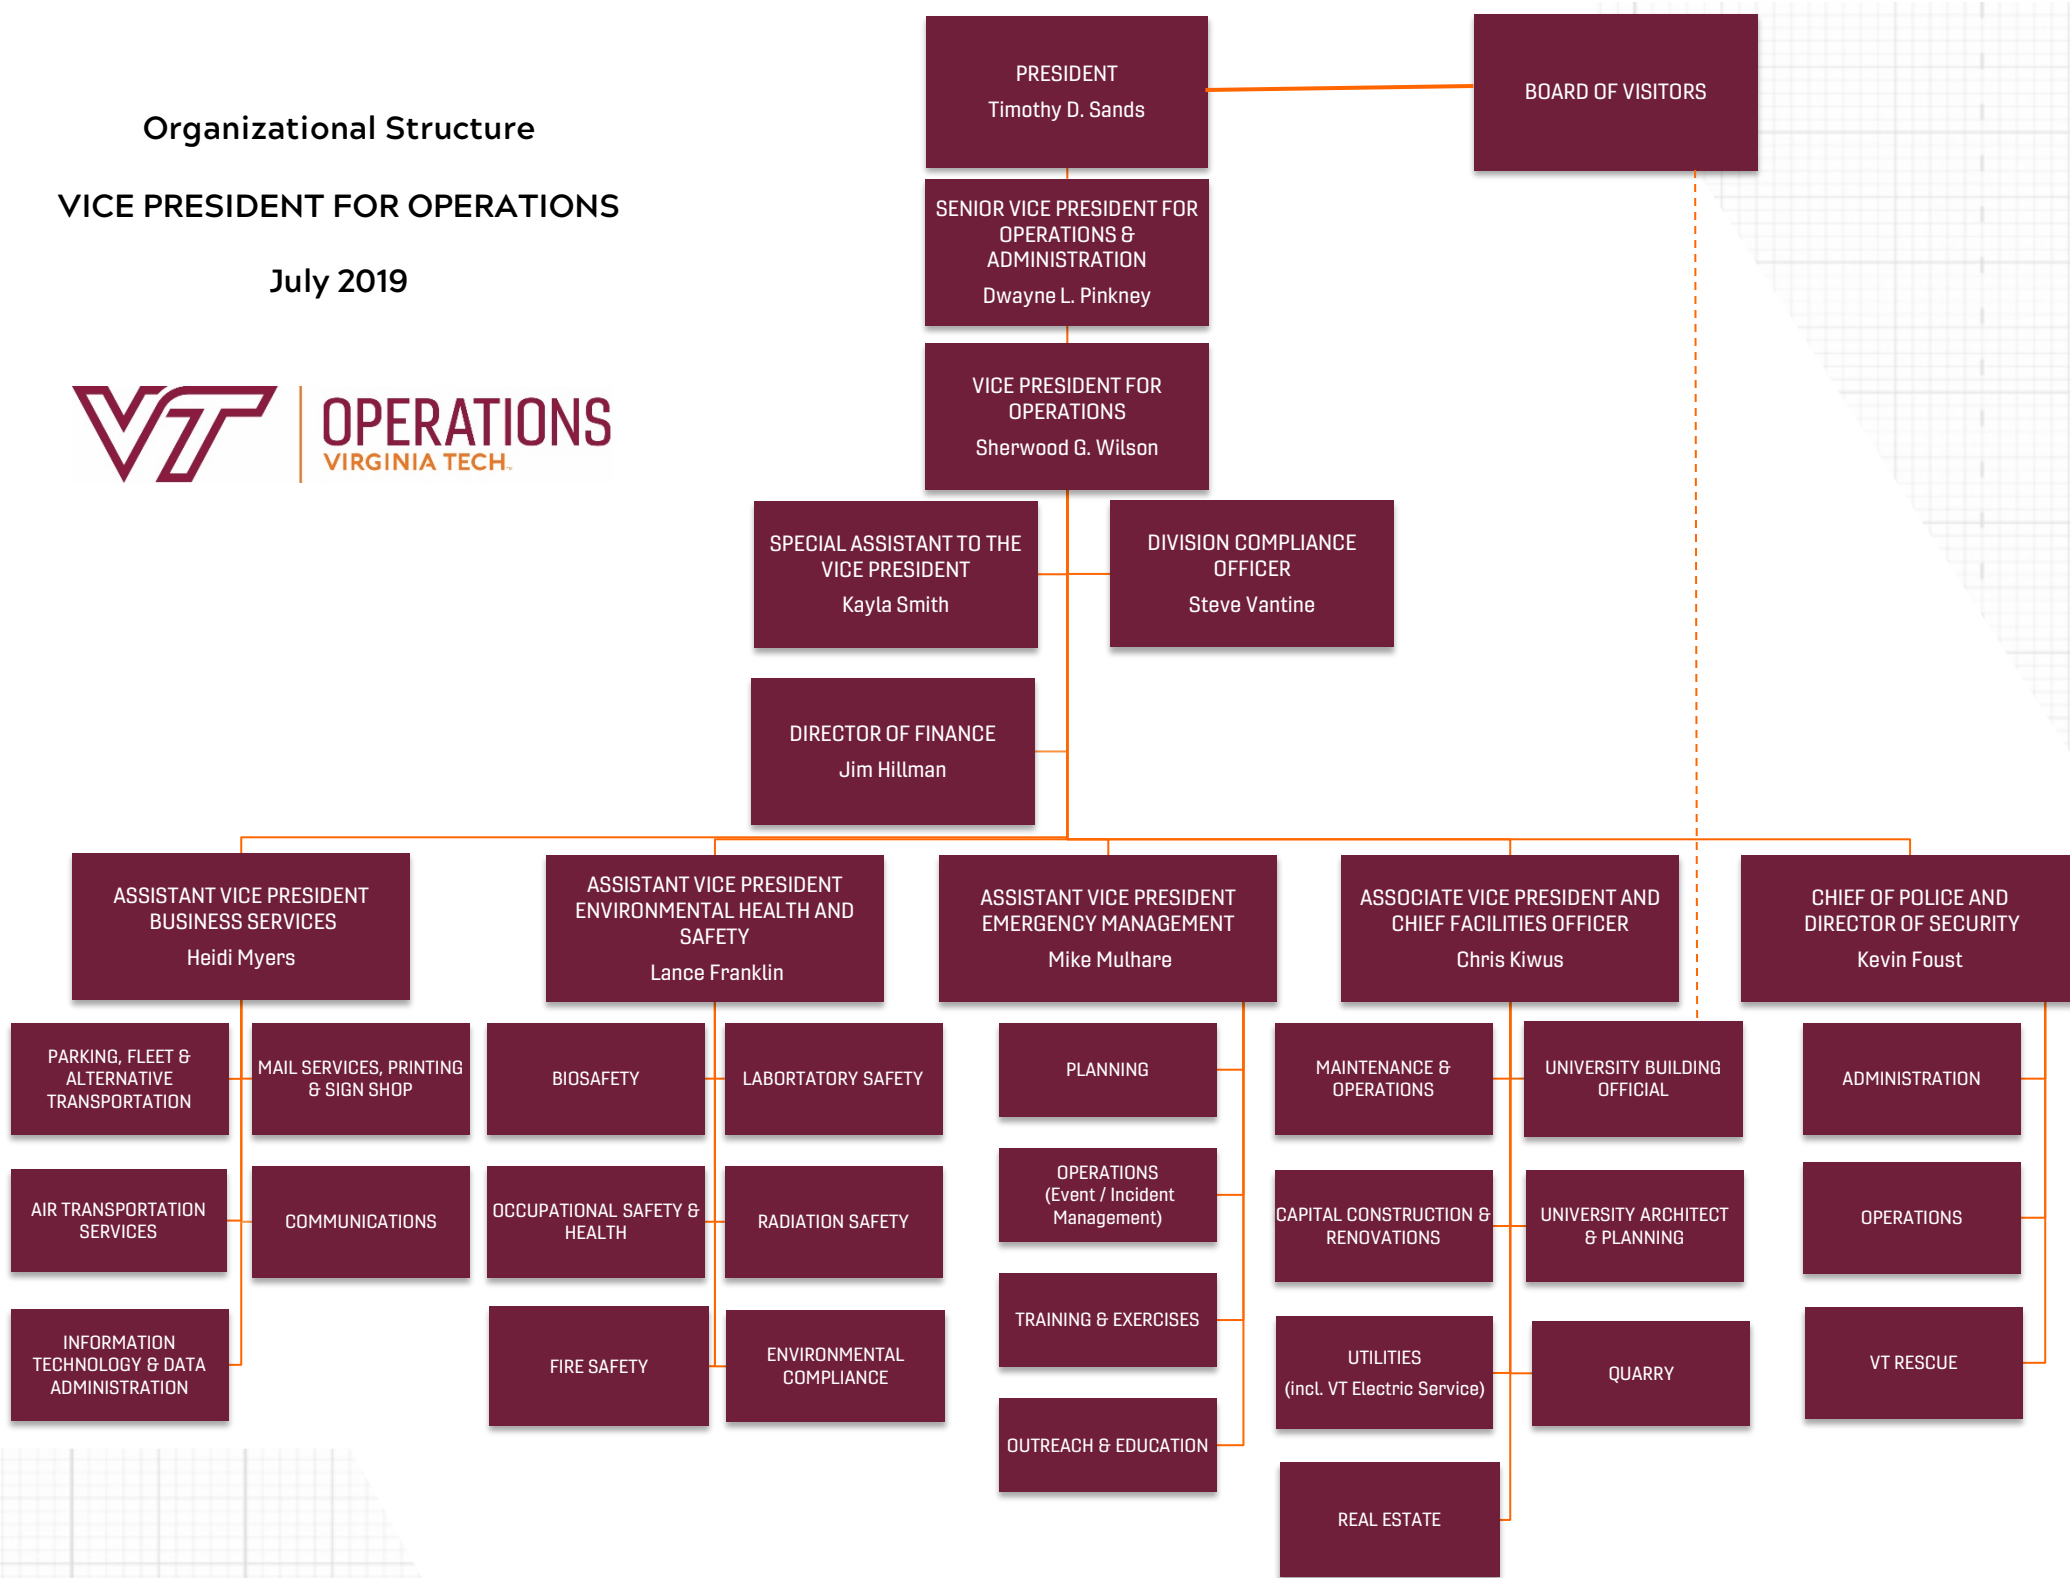 Organizational Structure
VICE PRESIDENT FOR OPERATIONS
July 2019
VT
OPERATIONS
VIRGINIA TECH™
PRESIDENT
Timothy D. Sands
BOARD OF VISITORS
SENIOR VICE PRESIDENT FOR
OPERATIONS &
ADMINISTRATION
Dwayne L. Pinkney
VICE PRESIDENT FOR
OPERATIONS
Sherwood G. Wilson
SPECIAL ASSISTANT TO THE
VICE PRESIDENT
Kayla Smith
DIVISION COMPLIANCE
OFFICER
Steve Vantine
DIRECTOR OF FINANCE
Jim Hillman
ASSISTANT VICE PRESIDENT
BUSINESS SERVICES
Heidi Myers
ASSISTANT VICE PRESIDENT
ENVIRONMENTAL HEALTH AND
SAFETY
Lance Franklin
ASSISTANT VICE PRESIDENT
EMERGENCY MANAGEMENT
Mike Mulhare
ASSOCIATE VICE PRESIDENT AND
CHIEF FACILITIES OFFICER
Chris Kiwus
CHIEF OF POLICE AND
DIRECTOR OF SECURITY
Kevin Foust
PARKING, FLEET &
ALTERNATIVE
TRANSPORTATION
MAIL SERVICES, PRINTING
& SIGN SHOP
AIR TRANSPORTATION
SERVICES
COMMUNICATIONS
INFORMATION
TECHNOLOGY & DATA
ADMINISTRATION
BIOSAFETY
LABORTATORY SAFETY
OCCUPATIONAL SAFETY &
HEALTH
RADIATION SAFETY
FIRE SAFETY
ENVIRONMENTAL
COMPLIANCE
PLANNING
OPERATIONS
(Event / Incident
Management)
TRAINING & EXERCISES
OUTREACH & EDUCATION
MAINTENANCE &
OPERATIONS
UNIVERSITY BUILDING
OFFICIAL
CAPITAL CONSTRUCTION &
RENOVATIONS
UNIVERSITY ARCHITECT
& PLANNING
UTILITIES
(incl. VT Electric Service)
QUARRY
REAL ESTATE
ADMINISTRATION
OPERATIONS
VT RESCUE